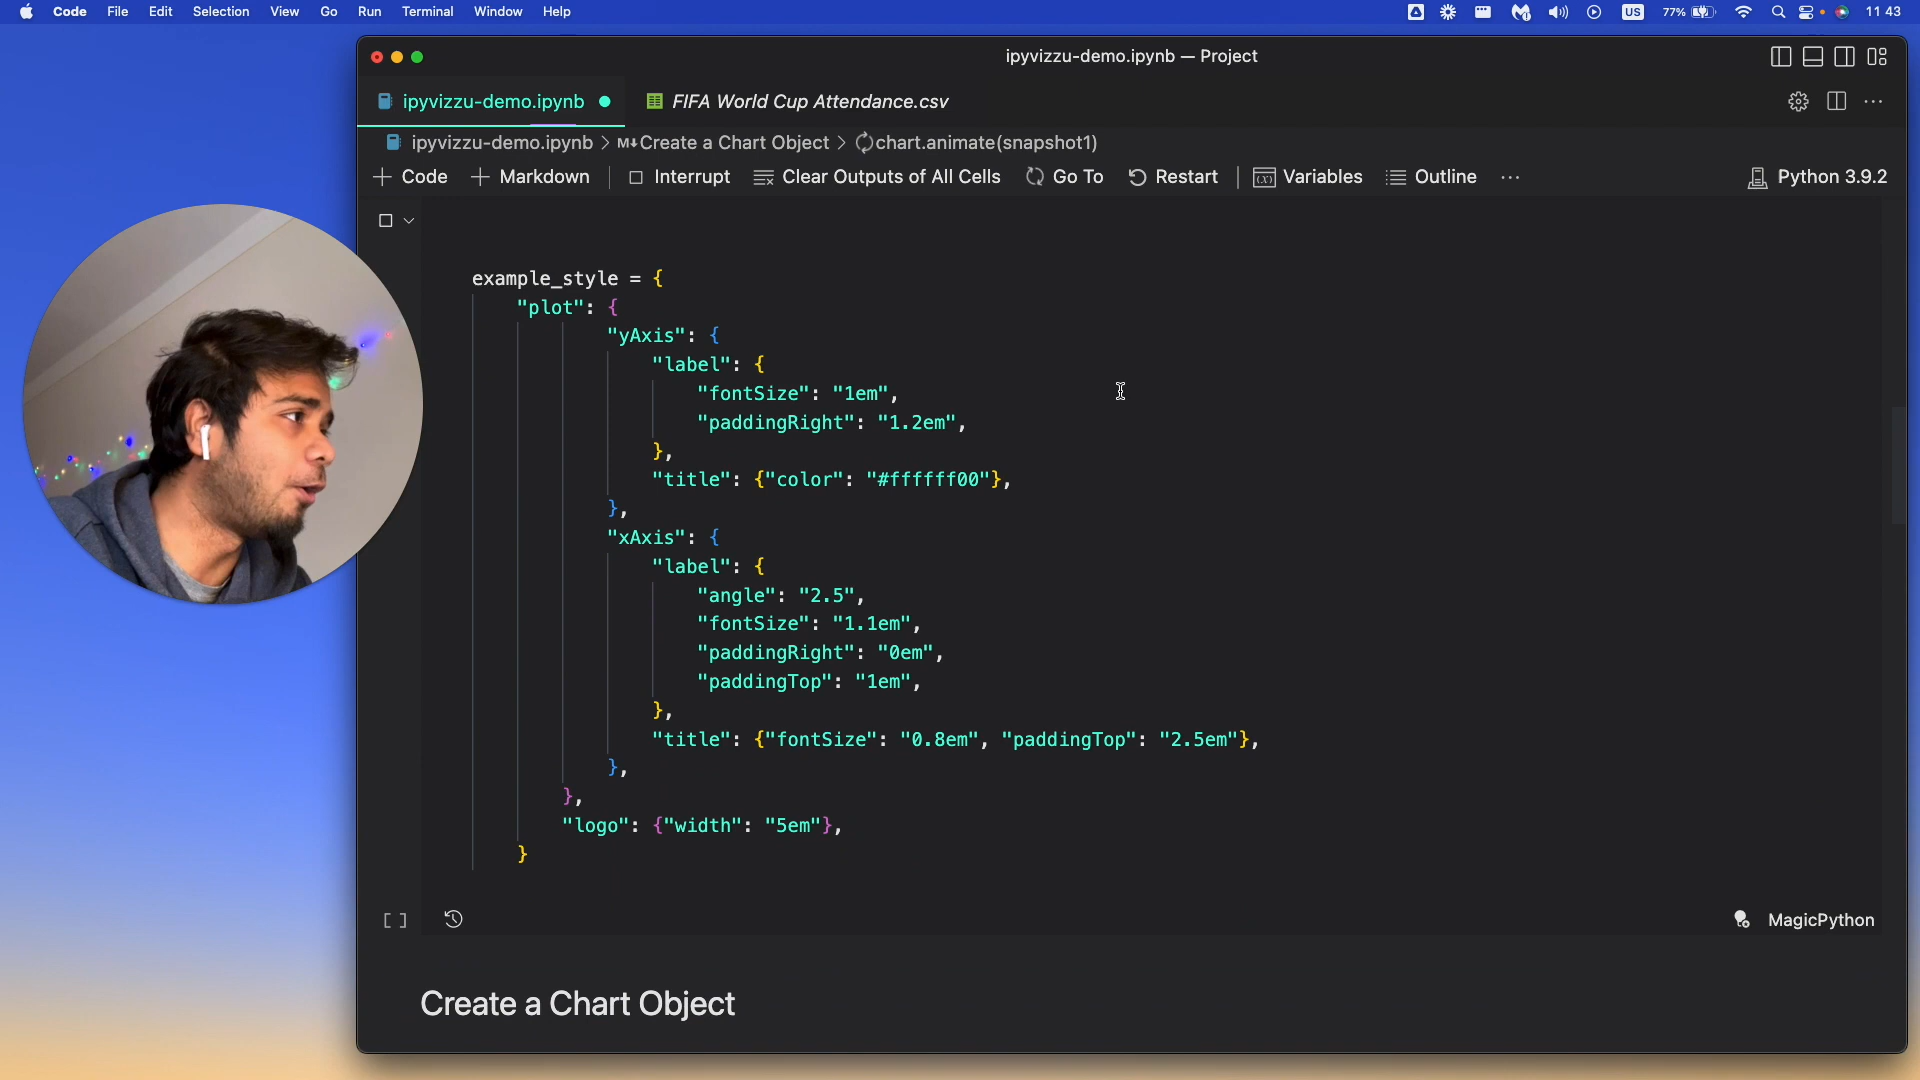 Code File Edit Selection View Go Run Terminal Window Help US 77% 11 43
ipyvizzu-demo.ipynb — Project
ipyvizzu-demo.ipynb FIFA World Cup Attendance.csv
ipyvizzu-demo.ipynb > M↓Create a Chart Object > chart.animate(snapshot1)
Code Markdown Interrupt Clear Outputs of All Cells Go To Restart Variables Outline ··· Python 3.9.2
example_style = {
"plot": {
"yAxis": {
"label": {
"fontSize": "1em",
"paddingRight": "1.2em",
},
"title": {"color": "#ffffff00"},
},
"xAxis": {
"label": {
"angle": "2.5",
"fontSize": "1.1em",
"paddingRight": "0em",
"paddingTop": "1em",
},
"title": {"fontSize": "0.8em", "paddingTop": "2.5em"},
},
},
"logo": {"width": "5em"},
}
[ ] MagicPython
Create a Chart Object